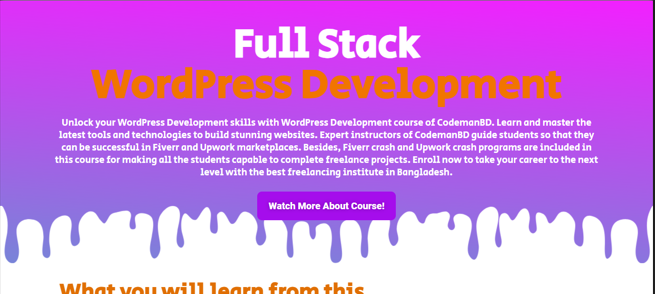 Full Stack
WordPress Development
Unlock your WordPress Development skills with WordPress Development course of CodemanBD. Learn and master the
latest tools and technologies to build stunning websites. Expert instructors of CodemanBD guide students so that they
can be successful in Fiverr and Upwork marketplaces. Besides, Fiverr crash and Upwork crash programs are included in
this course for making all the students capable to complete freelance projects. Enroll now to take your career to the next
level with the best freelancing institute in Bangladesh.
Watch More About Course!
What you will learn from this